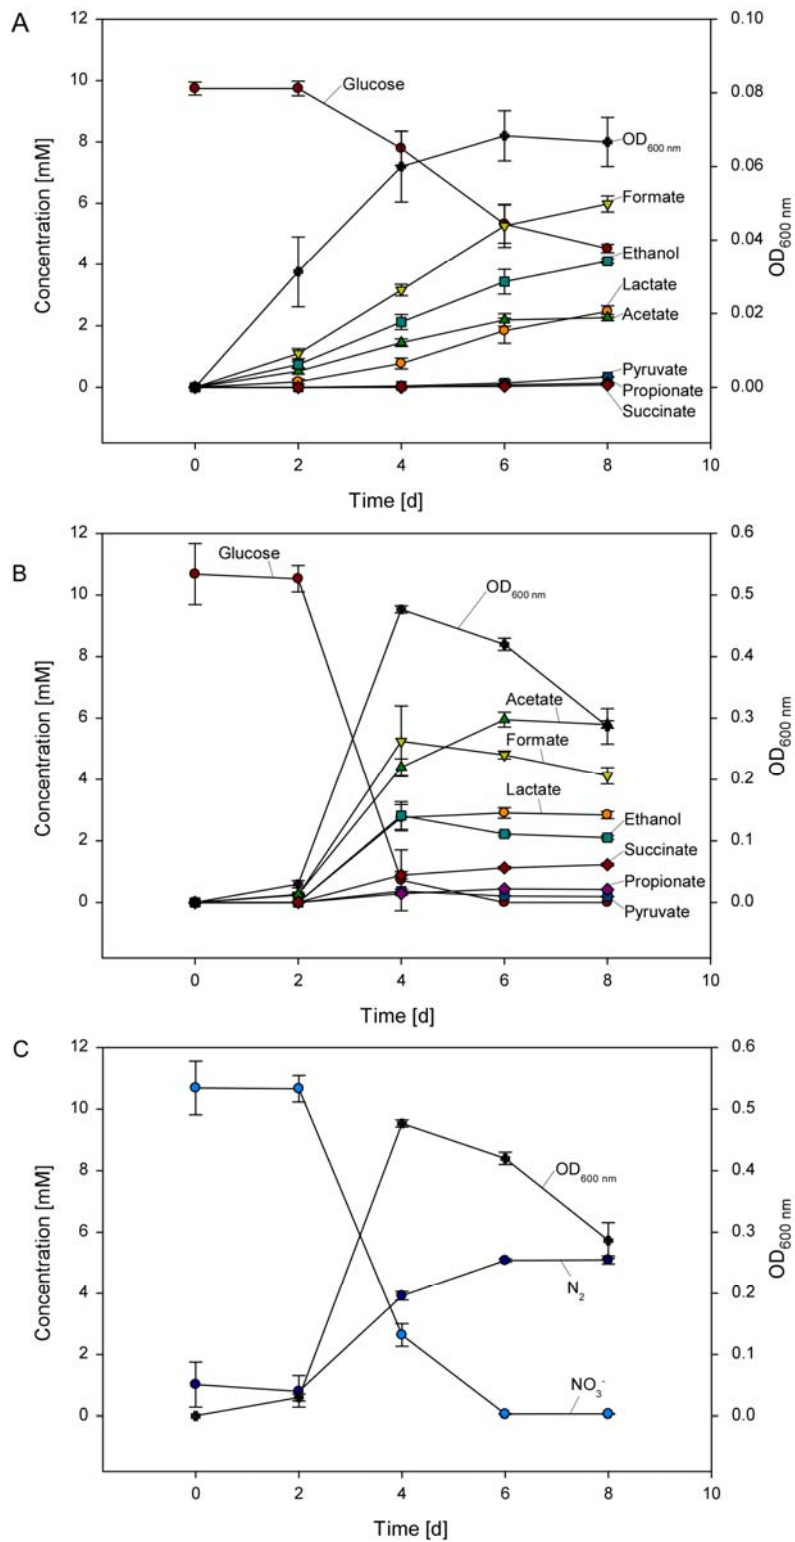 A
12
10
8
6
4
2
0
Concentration [mM]
0.10
0.08
0.06
0.04
0.02
0.00
OD600 nm
Glucose
OD600 nm
Formate
Ethanol
Lactate
Acetate
Pyruvate
Propionate
Succinate
0 2 4 6 8 10
Time [d]
B
12
10
8
6
4
2
0
Concentration [mM]
0.6
0.5
0.4
0.3
0.2
0.1
0.0
OD600 nm
Glucose
OD600 nm
Acetate
Formate
Lactate
Ethanol
Succinate
Propionate
Pyruvate
0 2 4 6 8 10
Time [d]
C
12
10
8
6
4
2
0
Concentration [mM]
0.6
0.5
0.4
0.3
0.2
0.1
0.0
OD600 nm
OD600 nm
N2
NO3-
0 2 4 6 8 10
Time [d]